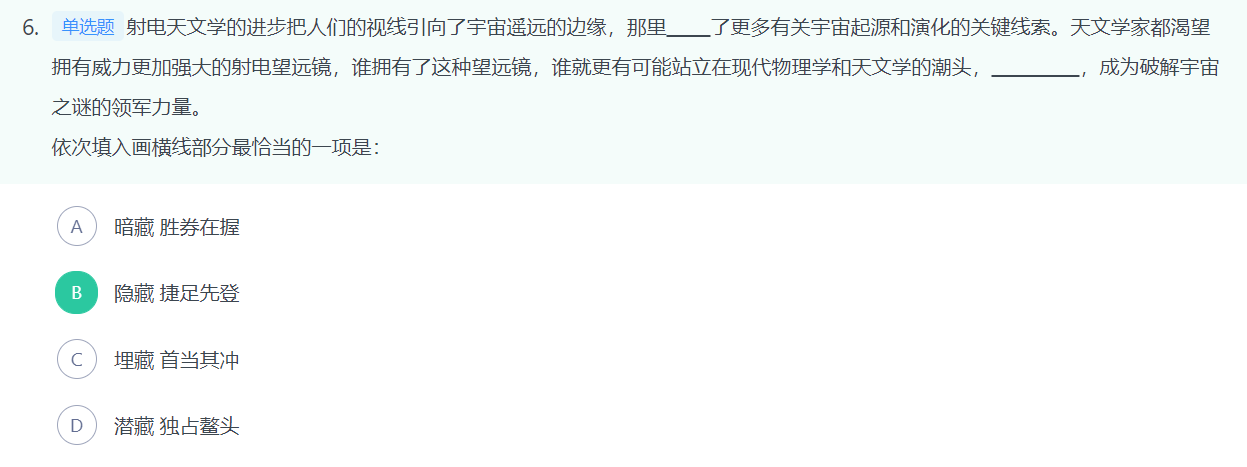 6. 单选题 射电天文学的进步把人们的视线引向了宇宙遥远的边缘，那里____了更多有关宇宙起源和演化的关键线索。天文学家都渴望
拥有威力更加强大的射电望远镜，谁拥有了这种望远镜，谁就更有可能站立在现代物理学和天文学的潮头，________，成为破解宇宙
之谜的领军力量。
依次填入画横线部分最恰当的一项是：
A 暗藏 胜券在握
B 隐藏 捷足先登
C 埋藏 首当其冲
D 潜藏 独占鳌头